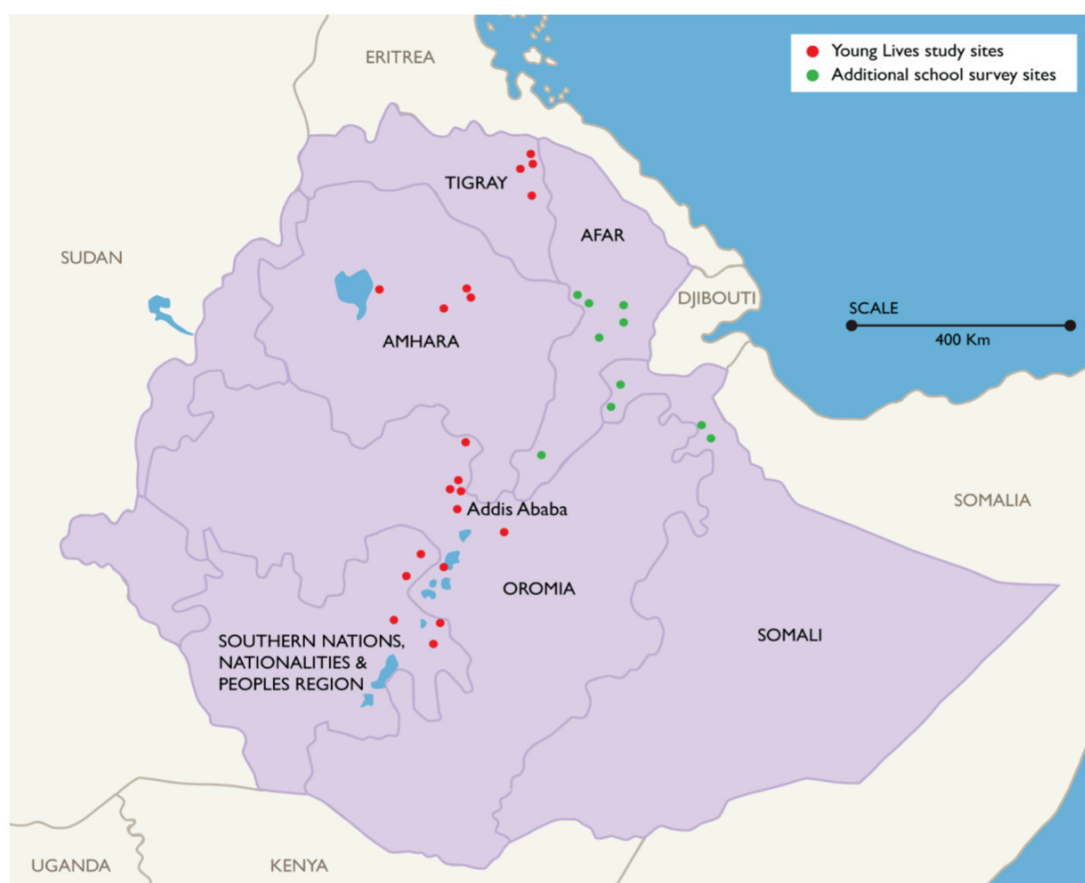 ERITREA
Young Lives study sites
Additional school survey sites
TIGRAY
AFAR
SUDAN
DJIBOUTI
SCALE
400 Km
AMHARA
SOMALIA
Addis Ababa
OROMIA
SOMALI
SOUTHERN NATIONS,
NATIONALITIES &
PEOPLES REGION
UGANDA
KENYA